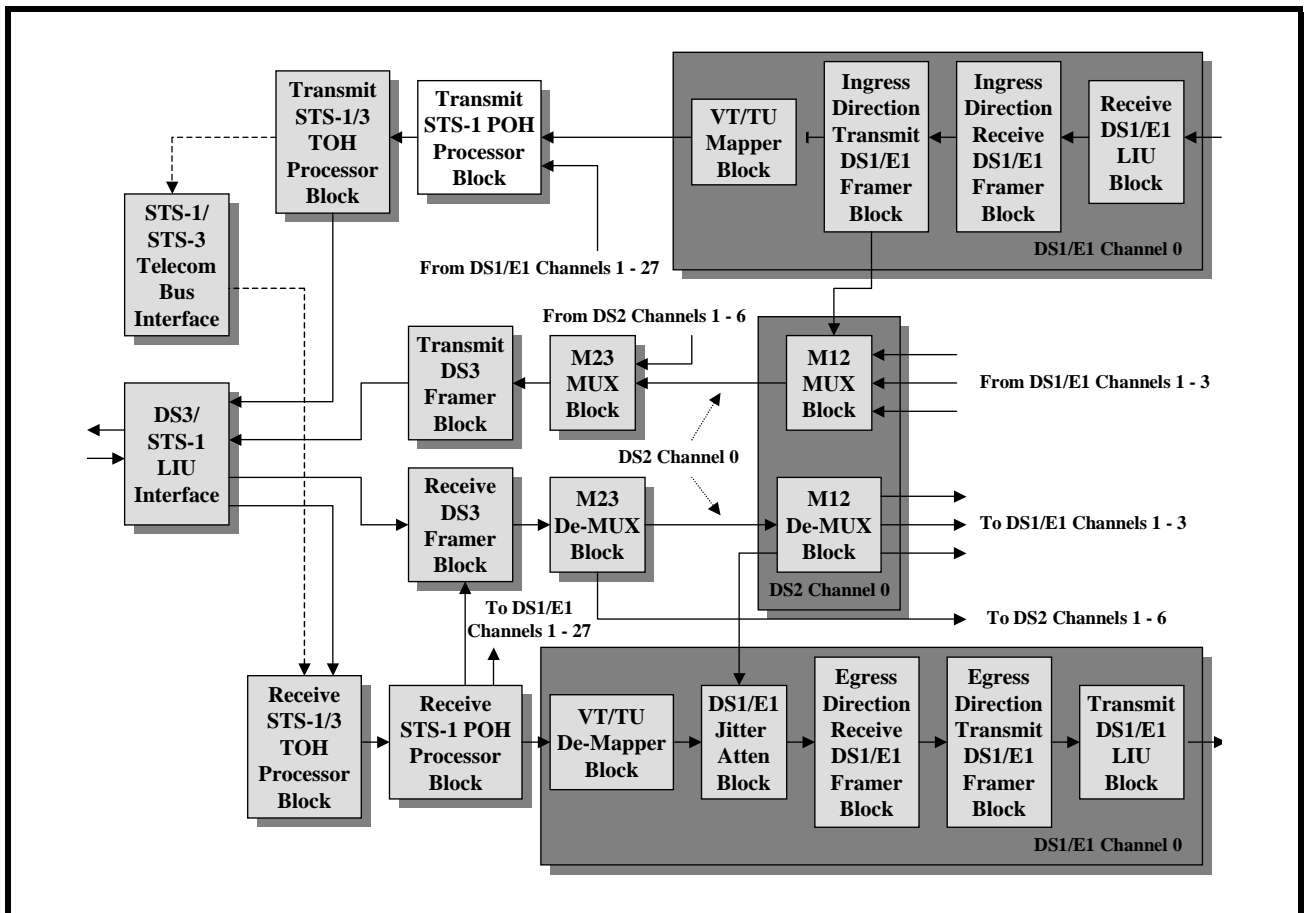 Transmit
STS-1/3
TOH
Processor
Block
Transmit
STS-1 POH
Processor
Block
VT/TU
Mapper
Block
Ingress
Direction
Transmit
DS1/E1
Framer
Block
Ingress
Direction
Receive
DS1/E1
Framer
Block
Receive
DS1/E1
LIU
Block
DS1/E1 Channel 0
STS-1/
STS-3
Telecom
Bus
Interface
From DS1/E1 Channels 1 - 27
From DS2 Channels 1 - 6
Transmit
DS3
Framer
Block
M23
MUX
Block
M12
MUX
Block
From DS1/E1 Channels 1 - 3
DS3/
STS-1
LIU
Interface
DS2 Channel 0
Receive
DS3
Framer
Block
M23
De-MUX
Block
M12
De-MUX
Block
To DS1/E1 Channels 1 - 3
DS2 Channel 0
To DS1/E1
Channels 1 - 27
To DS2 Channels 1 - 6
Receive
STS-1/3
TOH
Processor
Block
Receive
STS-1 POH
Processor
Block
VT/TU
De-Mapper
Block
DS1/E1
Jitter
Atten
Block
Egress
Direction
Receive
DS1/E1
Framer
Block
Egress
Direction
Transmit
DS1/E1
Framer
Block
Transmit
DS1/E1
LIU
Block
DS1/E1 Channel 0